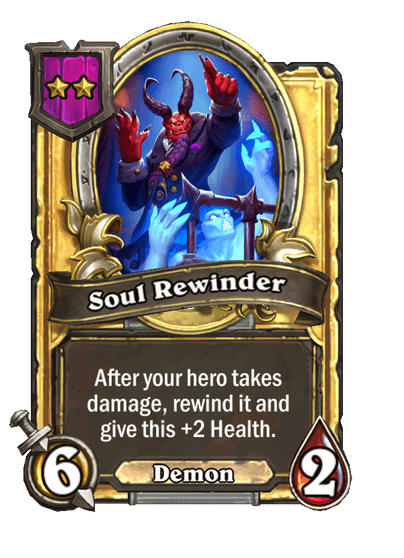 Soul Rewinder
After your hero takes
damage, rewind it and
give this +2 Health.
6
Demon
2